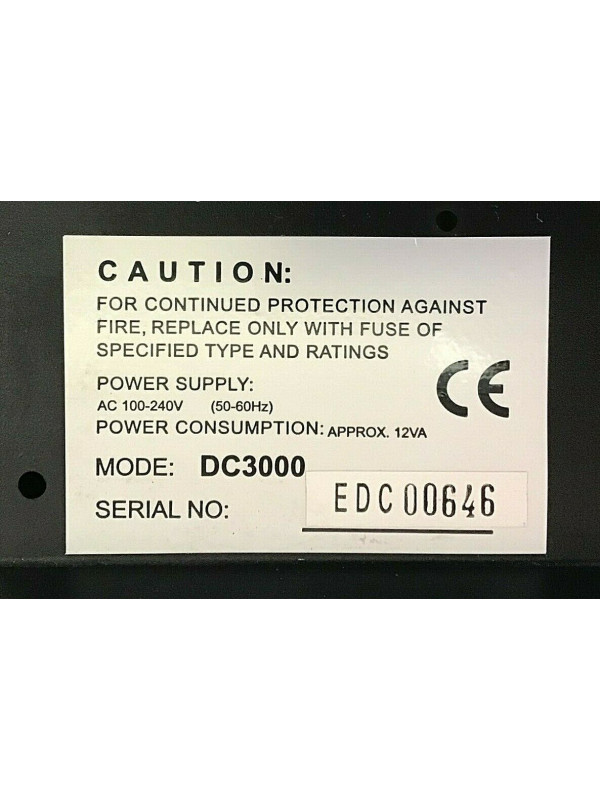 CAUTION:
FOR CONTINUED PROTECTION AGAINST
FIRE, REPLACE ONLY WITH FUSE OF
SPECIFIED TYPE AND RATINGS
POWER SUPPLY:
AC 100-240V (50-60Hz)
POWER CONSUMPTION: APPROX. 12VA
CE
MODE: DC3000
SERIAL NO: EDC00646